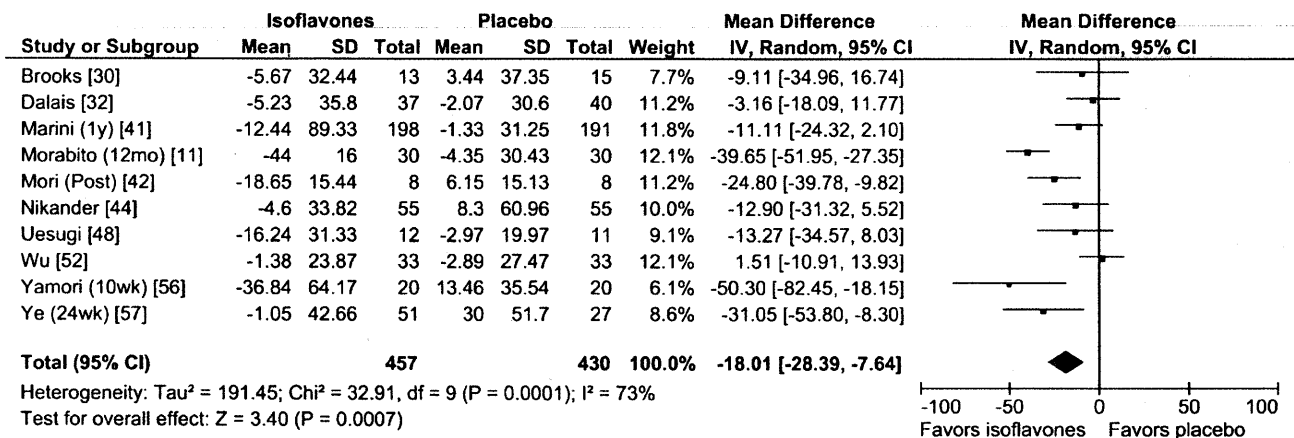 Isoflavones Placebo Mean Difference Mean Difference
Study or Subgroup Mean SD Total Mean SD Total Weight IV, Random, 95% CI IV, Random, 95% CI
Brooks [30] -5.67 32.44 13 3.44 37.35 15 7.7% -9.11 [-34.96, 16.74]
Dalais [32] -5.23 35.8 37 -2.07 30.6 40 11.2% -3.16 [-18.09, 11.77]
Marini (1y) [41] -12.44 89.33 198 -1.33 31.25 191 11.8% -11.11 [-24.32, 2.10]
Morabito (12mo) [11] -44 16 30 -4.35 30.43 30 12.1% -39.65 [-51.95, -27.35]
Mori (Post) [42] -18.65 15.44 8 6.15 15.13 8 11.2% -24.80 [-39.78, -9.82]
Nikander [44] -4.6 33.82 55 8.3 60.96 55 10.0% -12.90 [-31.32, 5.52]
Uesugi [48] -16.24 31.33 12 -2.97 19.97 11 9.1% -13.27 [-34.57, 8.03]
Wu [52] -1.38 23.87 33 -2.89 27.47 33 12.1% 1.51 [-10.91, 13.93]
Yamori (10wk) [56] -36.84 64.17 20 13.46 35.54 20 6.1% -50.30 [-82.45, -18.15]
Ye (24wk) [57] -1.05 42.66 51 30 51.7 27 8.6% -31.05 [-53.80, -8.30]
Total (95% CI) 457 430 100.0% -18.01 [-28.39, -7.64]
Heterogeneity: Tau² = 191.45; Chi² = 32.91, df = 9 (P = 0.0001); I² = 73%
Test for overall effect: Z = 3.40 (P = 0.0007)
-100 -50 0 50 100
Favors isoflavones Favors placebo